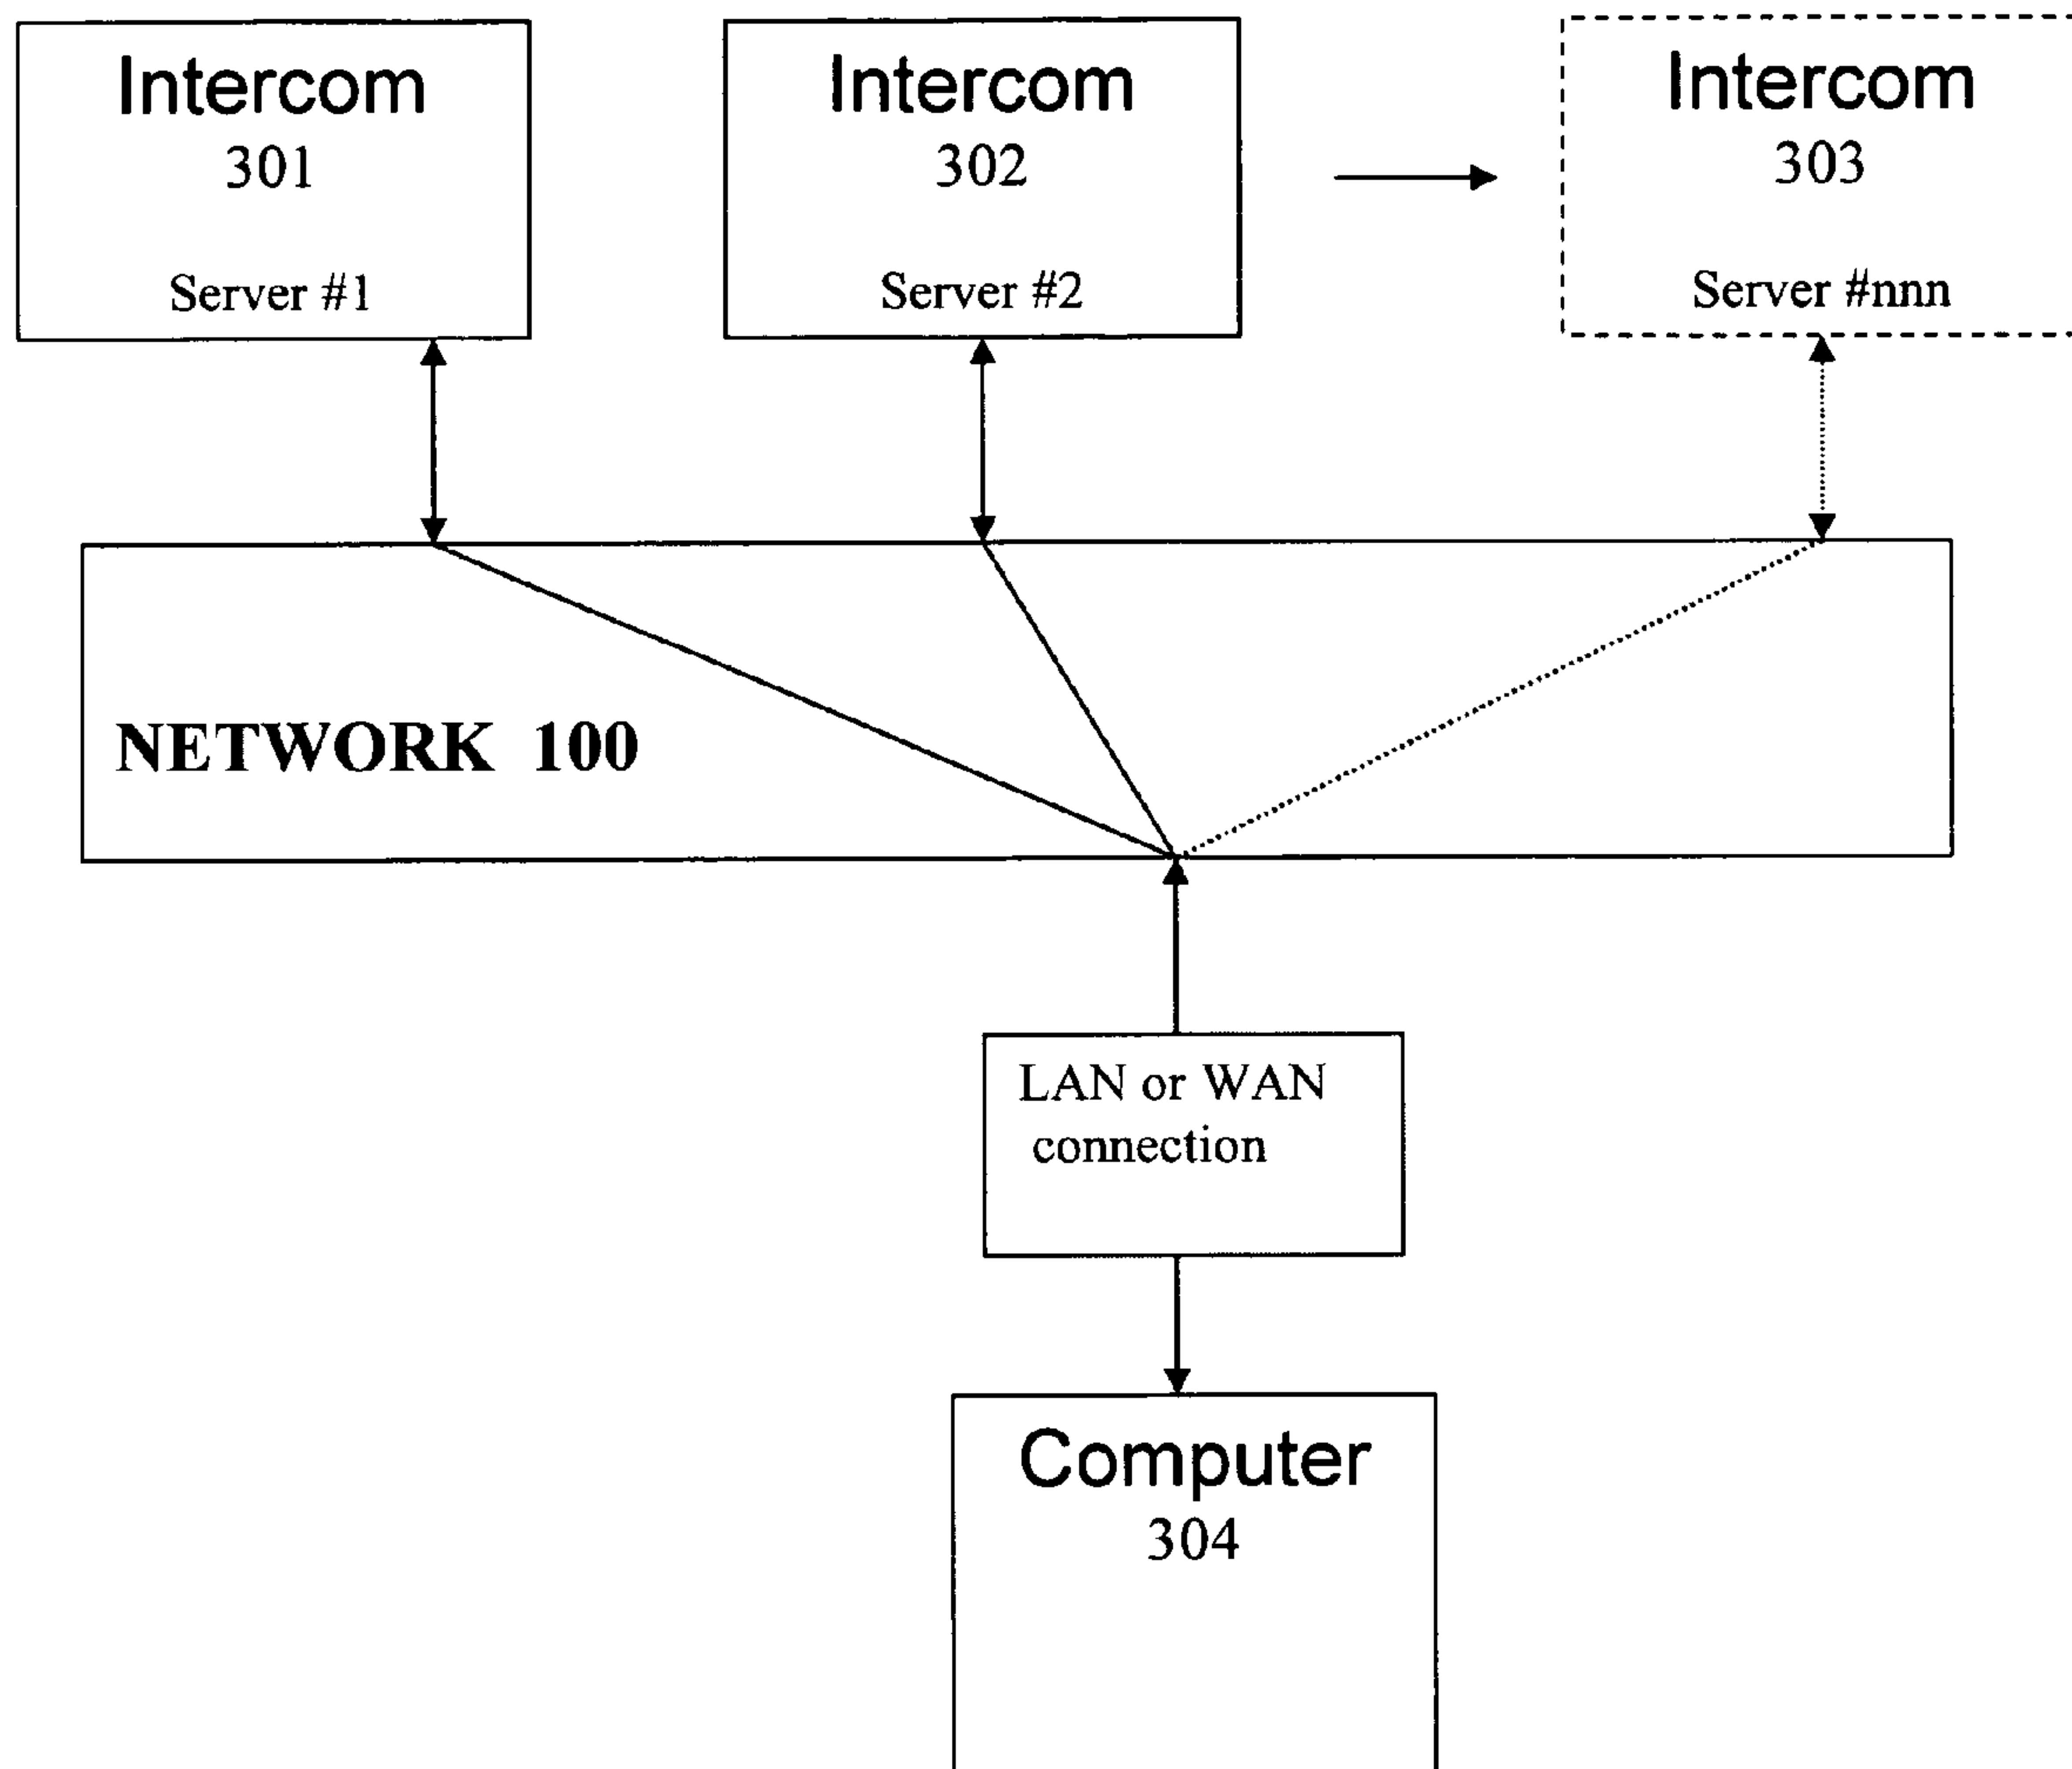 Intercom
301
Server #1
Intercom
302
Server #2
Intercom
303
Server #nnn
NETWORK 100
LAN or WAN
connection
Computer
304